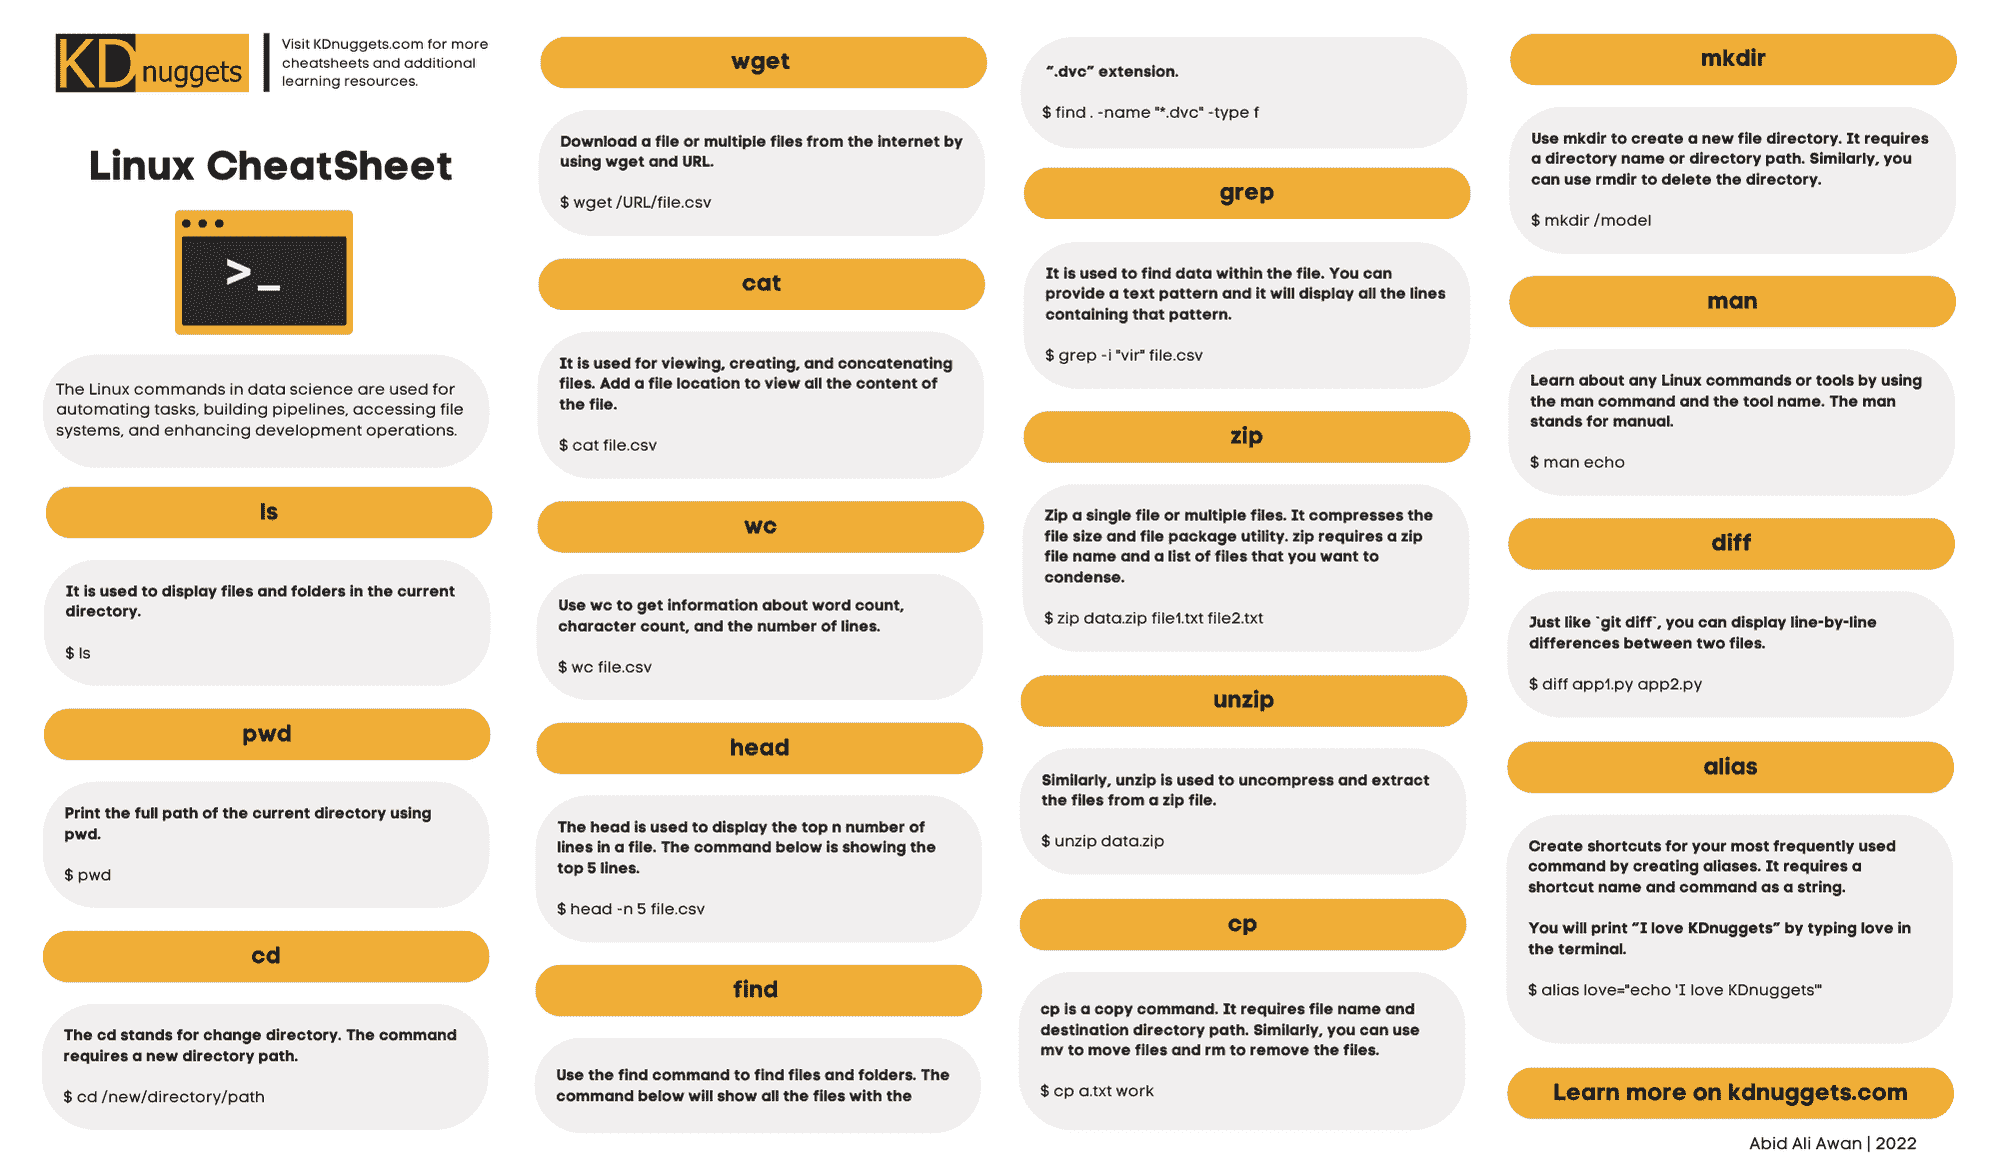 KDnuggets
Visit KDnuggets.com for more
cheatsheets and additional
learning resources.
Linux CheatSheet
>_
The Linux commands in data science are used for
automating tasks, building pipelines, accessing file
systems, and enhancing development operations.
ls
It is used to display files and folders in the current
directory.
$ ls
pwd
Print the full path of the current directory using
pwd.
$ pwd
cd
The cd stands for change directory. The command
requires a new directory path.
$ cd /new/directory/path
wget
Download a file or multiple files from the internet by
using wget and URL.
$ wget /URL/file.csv
cat
It is used for viewing, creating, and concatenating
files. Add a file location to view all the content of
the file.
$ cat file.csv
wc
Use wc to get information about word count,
character count, and the number of lines.
$ wc file.csv
head
The head is used to display the top n number of
lines in a file. The command below is showing the
top 5 lines.
$ head -n 5 file.csv
find
Use the find command to find files and folders. The
command below will show all the files with the
“.dvc” extension.
$ find . -name "*.dvc" -type f
grep
It is used to find data within the file. You can
provide a text pattern and it will display all the lines
containing that pattern.
$ grep -i "vir" file.csv
zip
Zip a single file or multiple files. It compresses the
file size and file package utility. zip requires a zip
file name and a list of files that you want to
condense.
$ zip data.zip file1.txt file2.txt
unzip
Similarly, unzip is used to uncompress and extract
the files from a zip file.
$ unzip data.zip
cp
cp is a copy command. It requires file name and
destination directory path. Similarly, you can use
mv to move files and rm to remove the files.
$ cp a.txt work
mkdir
Use mkdir to create a new file directory. It requires
a directory name or directory path. Similarly, you
can use rmdir to delete the directory.
$ mkdir /model
man
Learn about any Linux commands or tools by using
the man command and the tool name. The man
stands for manual.
$ man echo
diff
Just like `git diff`, you can display line-by-line
differences between two files.
$ diff app1.py app2.py
alias
Create shortcuts for your most frequently used
command by creating aliases. It requires a
shortcut name and command as a string.
You will print “I love KDnuggets” by typing love in
the terminal.
$ alias love="echo 'I love KDnuggets'"
Learn more on kdnuggets.com
Abid Ali Awan | 2022